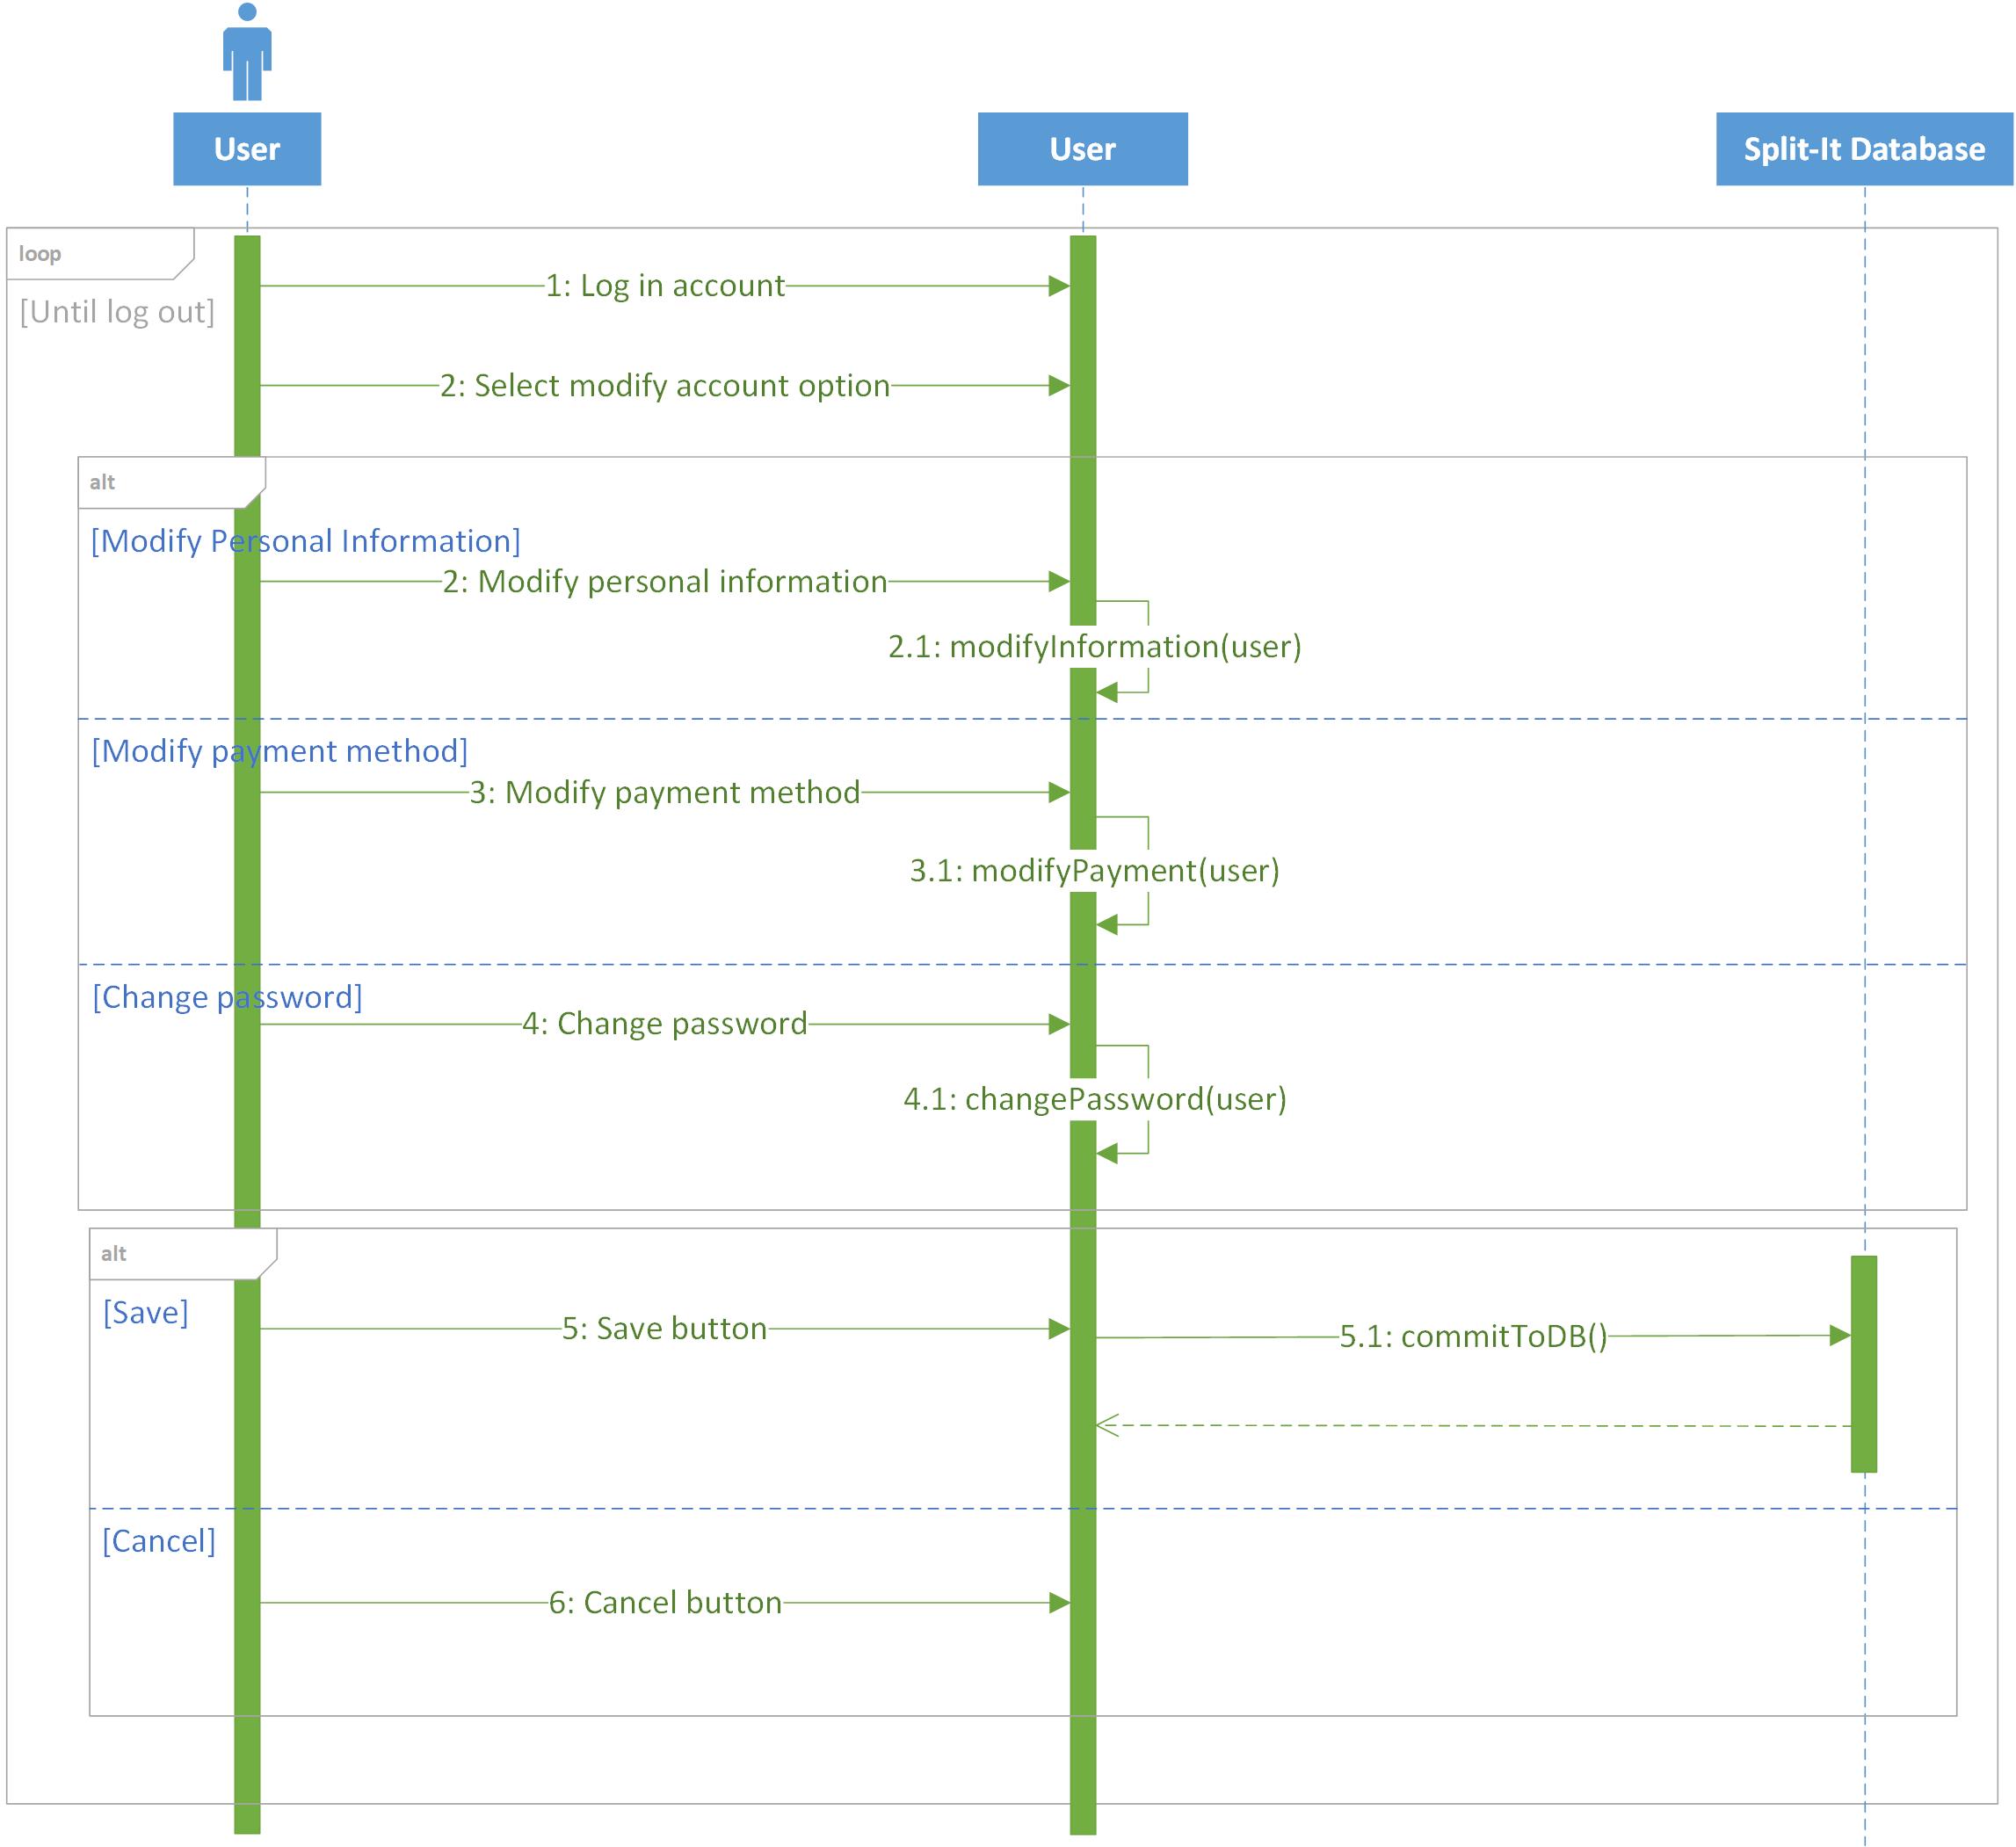 User
User
Split-It Database
loop
[Until log out]
1: Log in account
2: Select modify account option
alt
[Modify Personal Information]
2: Modify personal information
2.1: modifyInformation(user)
[Modify payment method]
3: Modify payment method
3.1: modifyPayment(user)
[Change password]
4: Change password
4.1: changePassword(user)
alt
[Save]
5: Save button
5.1: commitToDB()
[Cancel]
6: Cancel button